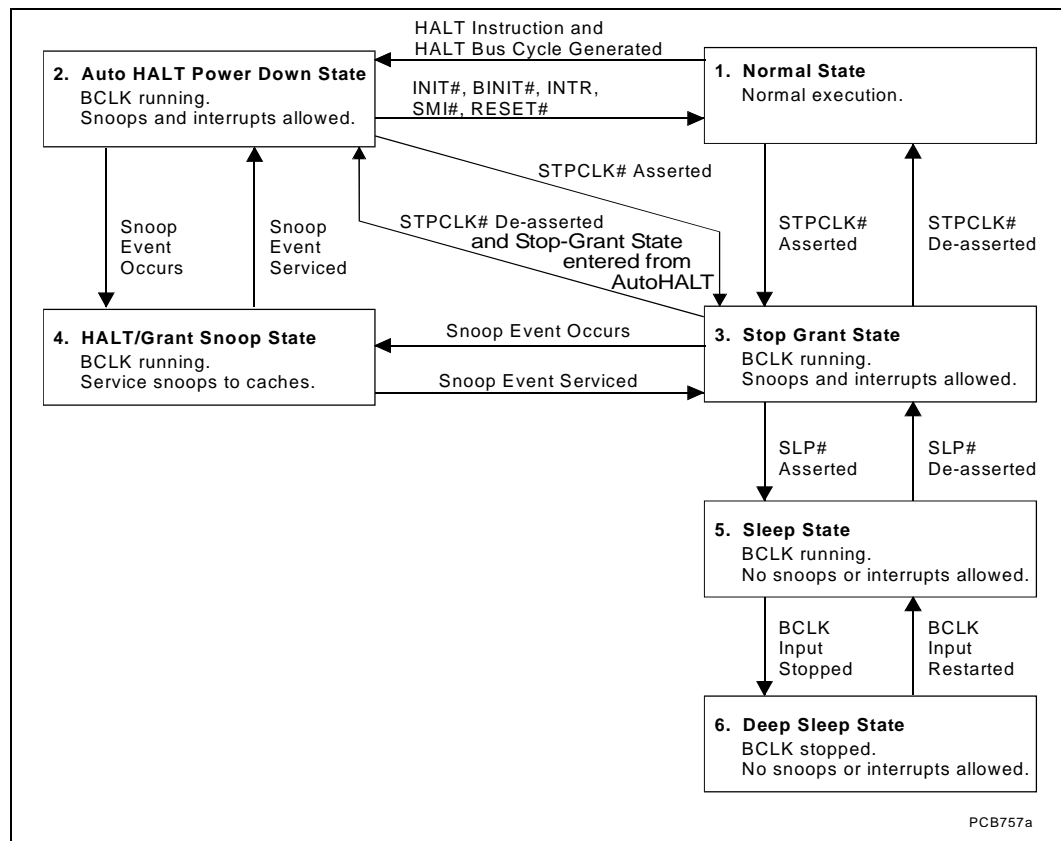 HALT Instruction and
HALT Bus Cycle Generated
2. Auto HALT Power Down State
BCLK running.
Snoops and interrupts allowed.
INIT#, BINIT#, INTR,
SMI#, RESET#
1. Normal State
Normal execution.
STPCLK# Asserted
STPCLK# De-asserted
and Stop-Grant State
entered from
AutoHALT
Snoop
Event
Occurs
Snoop
Event
Serviced
STPCLK#
Asserted
STPCLK#
De-asserted
4. HALT/Grant Snoop State
BCLK running.
Service snoops to caches.
Snoop Event Occurs
Snoop Event Serviced
3. Stop Grant State
BCLK running.
Snoops and interrupts allowed.
SLP#
Asserted
SLP#
De-asserted
5. Sleep State
BCLK running.
No snoops or interrupts allowed.
BCLK
Input
Stopped
BCLK
Input
Restarted
6. Deep Sleep State
BCLK stopped.
No snoops or interrupts allowed.
PCB757a